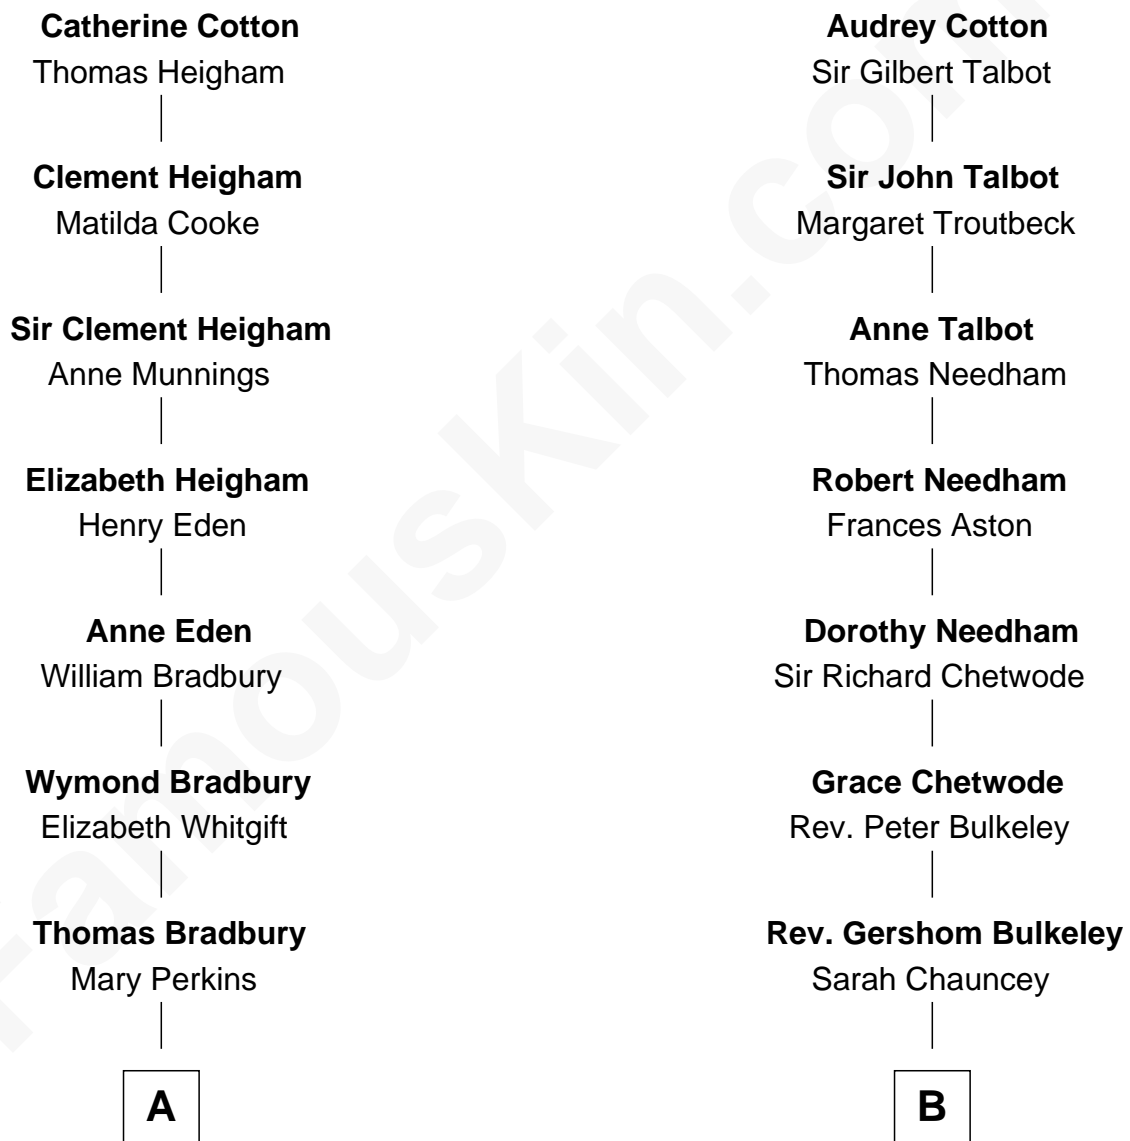 Catherine Cotton
Thomas Heigham
Clement Heigham
Matilda Cooke
Sir Clement Heigham
Anne Munnings
Elizabeth Heigham
Henry Eden
Anne Eden
William Bradbury
Wymond Bradbury
Elizabeth Whitgift
Thomas Bradbury
Mary Perkins
A
Audrey Cotton
Sir Gilbert Talbot
Sir John Talbot
Margaret Troutbeck
Anne Talbot
Thomas Needham
Robert Needham
Frances Aston
Dorothy Needham
Sir Richard Chetwode
Grace Chetwode
Rev. Peter Bulkeley
Rev. Gershom Bulkeley
Sarah Chauncey
B
FamousKin.com